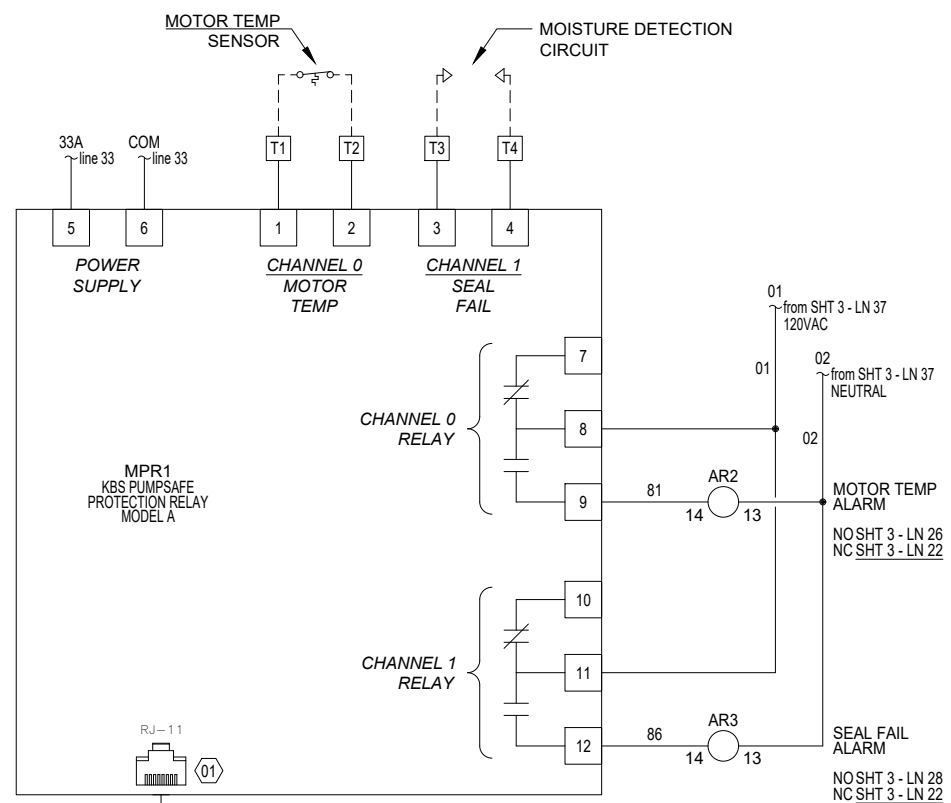 MOTOR TEMP
SENSOR
MOISTURE DETECTION
CIRCUIT
33A
line 33
COM
line 33
T1
T2
T3
T4
5
6
1
2
3
4
POWER
SUPPLY
CHANNEL 0
MOTOR
TEMP
CHANNEL 1
SEAL
FAIL
01
from SHT 3 - LN 37
120VAC
01
02
from SHT 3 - LN 37
NEUTRAL
02
7
CHANNEL 0
RELAY
8
9
81
AR2
14
13
MOTOR TEMP
ALARM
NO SHT 3 - LN 26
NC SHT 3 - LN 22
MPR1
KBS PUMPSAFE
PROTECTION RELAY
MODEL A
10
CHANNEL 1
RELAY
11
12
86
AR3
14
13
SEAL FAIL
ALARM
NO SHT 3 - LN 28
NC SHT 3 - LN 22
RJ-11
01